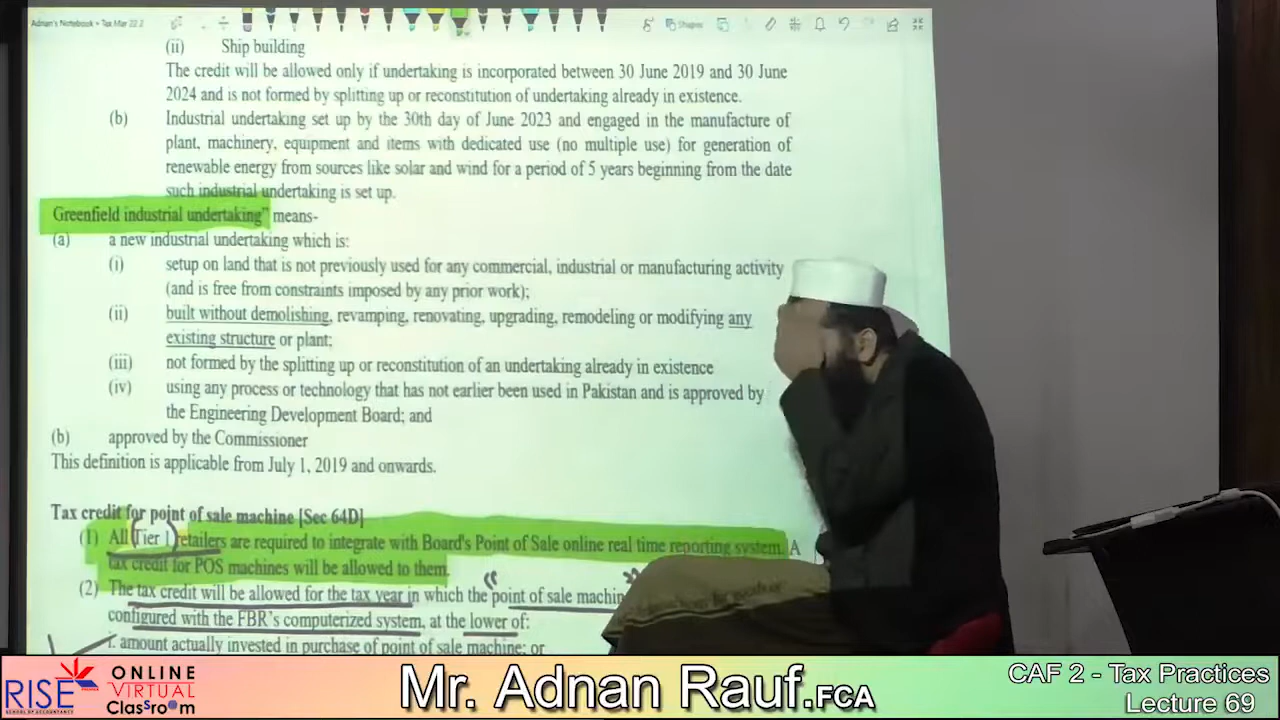 Adnan's Notebook » Tax Mar 22 2
Shapes
(ii) Ship building
The credit will be allowed only if undertaking is incorporated between 30 June 2019 and 30 June
2024 and is not formed by splitting up or reconstitution of undertaking already in existence.
(b) Industrial undertaking set up by the 30th day of June 2023 and engaged in the manufacture of
plant, machinery, equipment and items with dedicated use (no multiple use) for generation of
renewable energy from sources like solar and wind for a period of 5 years beginning from the date
such industrial undertaking is set up.
Greenfield industrial undertaking" means-
(a) a new industrial undertaking which is:
(i) setup on land that is not previously used for any commercial, industrial or manufacturing activity
(and is free from constraints imposed by any prior work);
(ii) built without demolishing, revamping, renovating, upgrading, remodeling or modifying any
existing structure or plant;
(iii) not formed by the splitting up or reconstitution of an undertaking already in existence
(iv) using any process or technology that has not earlier been used in Pakistan and is approved by
the Engineering Development Board; and
(b) approved by the Commissioner
This definition is applicable from July 1, 2019 and onwards.
Tax credit for point of sale machine [Sec 64D]
(1) All (Tier 1) retailers are required to integrate with Board's Point of Sale online real time reporting system. A
tax credit for POS machines will be allowed to them.
(2) The tax credit will be allowed for the tax year in which the "point of sale machin
configured with the FBR's computerized system, at the lower of:
i. amount actually invested in purchase of point of sale machine; or
RISE
SCHOOL OF ACCOUNTANCY
ONLINE
VIRTUAL
Classroom
Mr. Adnan Rauf.FCA
CAF 2 - Tax Practices
Lecture 69